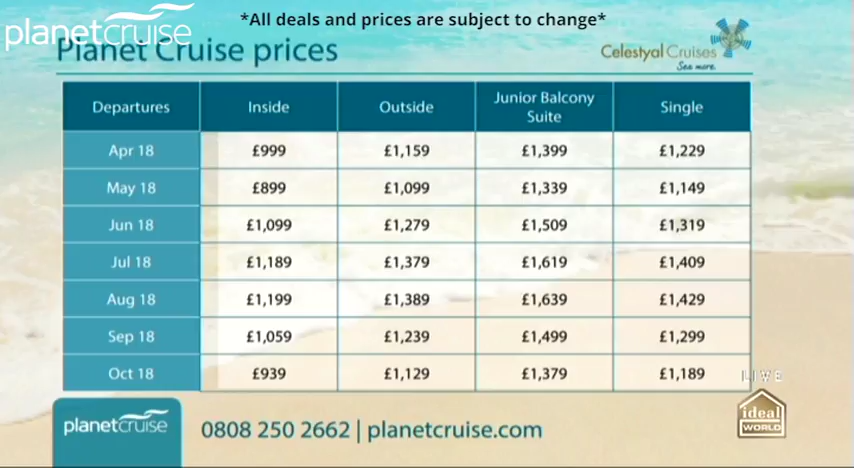 *All deals and prices are subject to change*
planetcruise
Planet Cruise prices
Celestyal Cruises
Sea more.
Departures Inside Outside Junior Balcony Suite Single
Apr 18 £999 £1,159 £1,399 £1,229
May 18 £899 £1,099 £1,339 £1,149
Jun 18 £1,099 £1,279 £1,509 £1,319
Jul 18 £1,189 £1,379 £1,619 £1,409
Aug 18 £1,199 £1,389 £1,639 £1,429
Sep 18 £1,059 £1,239 £1,499 £1,299
Oct 18 £939 £1,129 £1,379 £1,189
LIVE
planetcruise
0808 250 2662 | planetcruise.com
ideal
WORLD